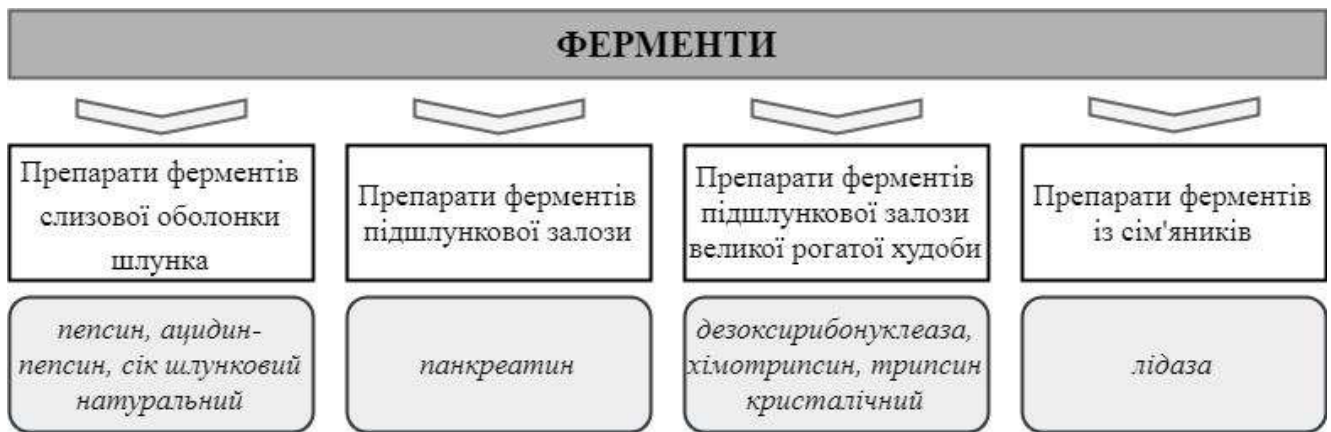 ФЕРМЕНТИ
Препарати ферментів
слизової оболонки
шлунка
Препарати ферментів
підшлункової залози
Препарати ферментів
підшлункової залози
великої рогатої худоби
Препарати ферментів
із сім'яників
пепсин, ацидин-
пепсин, сік шлунковий
натуральний
панкреатин
дезоксирибонуклеаза,
хімотрипсин, трипсин
кристалічний
лідаза